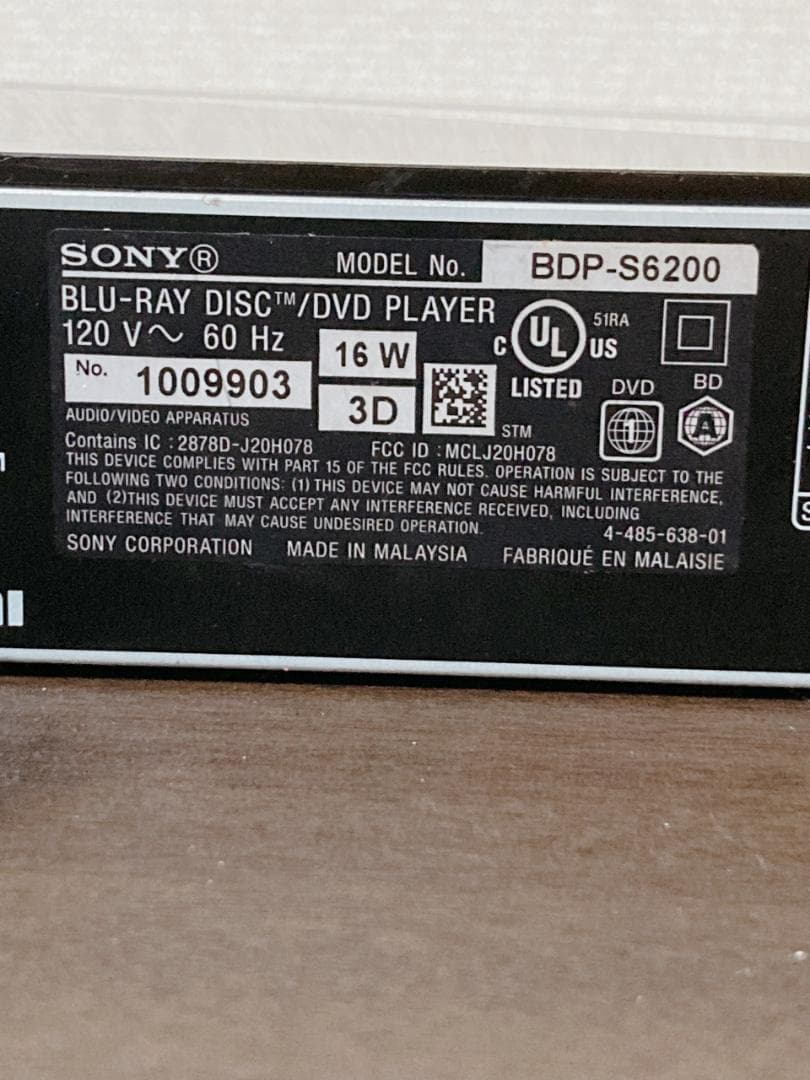 SONY® MODEL No. BDP-S6200
BLU-RAY DISC™/DVD PLAYER
120 V~ 60 Hz
16 W
No. 1009903
3D
C UL US 51RA
LISTED
DVD BD
1 A
AUDIO/VIDEO APPARATUS
STM
Contains IC : 2878D-J20H078 FCC ID : MCLJ20H078
THIS DEVICE COMPLIES WITH PART 15 OF THE FCC RULES. OPERATION IS SUBJECT TO THE
FOLLOWING TWO CONDITIONS: (1) THIS DEVICE MAY NOT CAUSE HARMFUL INTERFERENCE,
AND (2)THIS DEVICE MUST ACCEPT ANY INTERFERENCE RECEIVED, INCLUDING
INTERFERENCE THAT MAY CAUSE UNDESIRED OPERATION.
4-485-638-01
SONY CORPORATION MADE IN MALAYSIA FABRIQUÉ EN MALAISIE